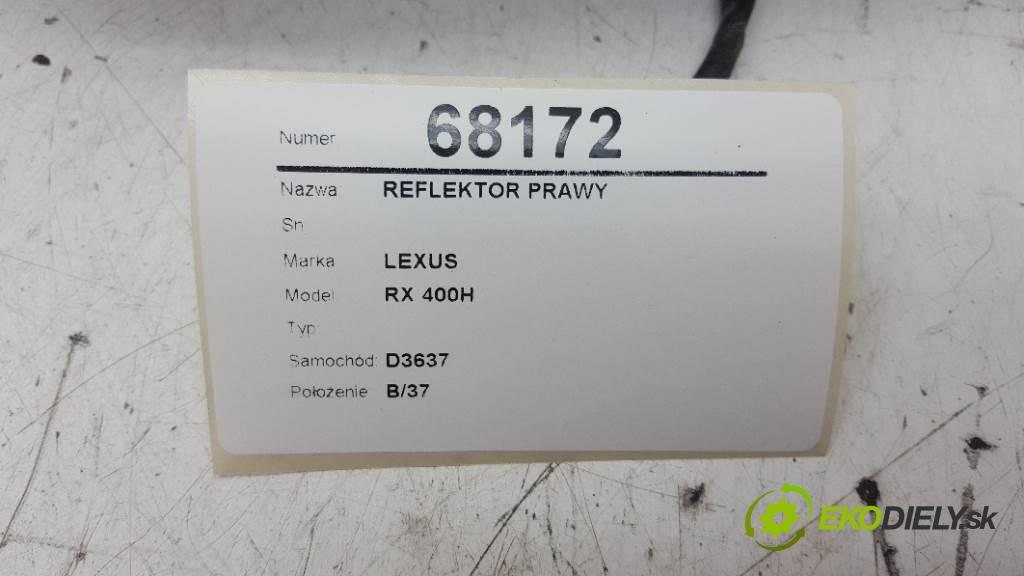 Numer 68172
Nazwa REFLEKTOR PRAWY
Sn
Marka LEXUS
Model RX 400H
Typ
Samochód: D3637
Położenie B/37
EKODIELY.sk